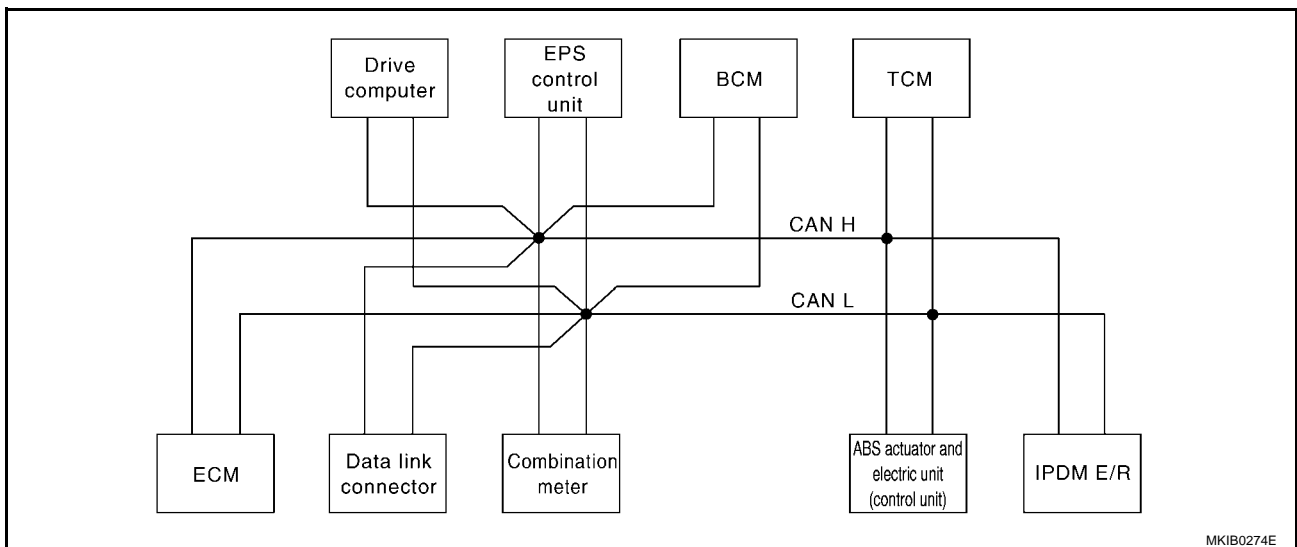 Drive
computer
EPS
control
unit
BCM
TCM
CAN H
CAN L
ECM
Data link
connector
Combination
meter
ABS actuator and
electric unit
(control unit)
IPDM E/R
MKIB0274E